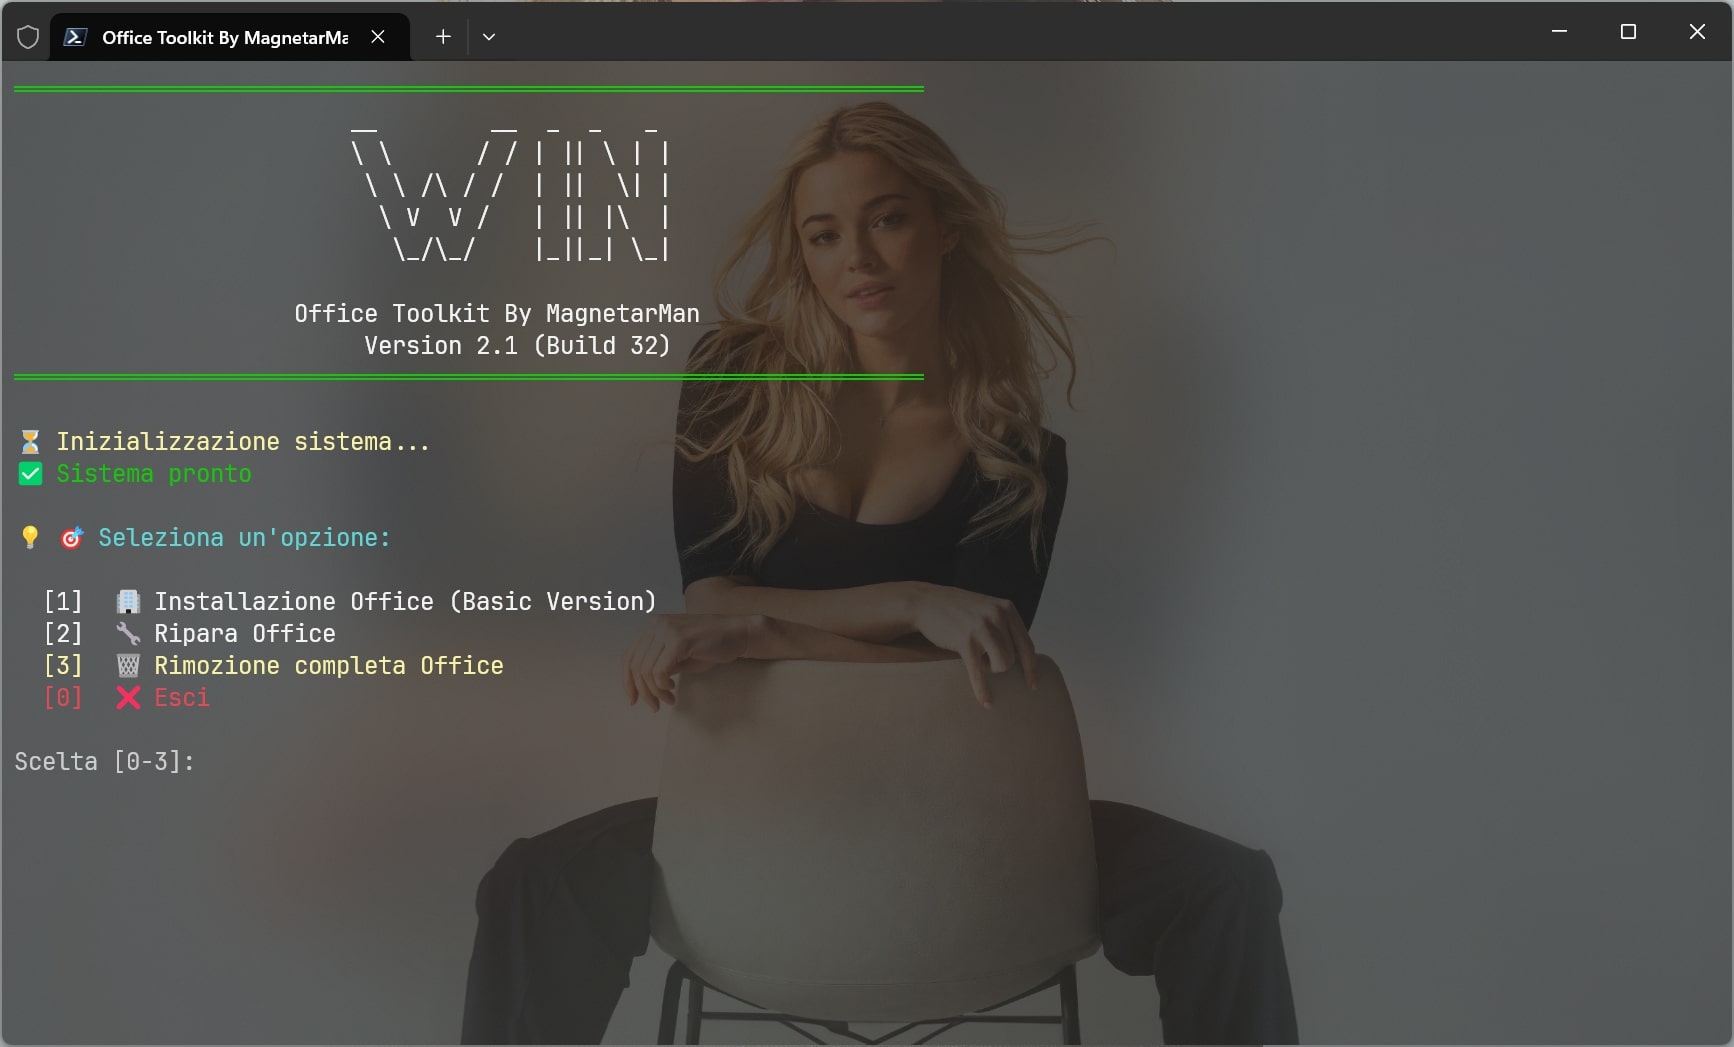 Office Toolkit By MagnetarMa
WIN
Office Toolkit By MagnetarMan
Version 2.1 (Build 32)
⏳ Inizializzazione sistema...
✅ Sistema pronto
💡 🎯 Seleziona un'opzione:
[1] 🏢 Installazione Office (Basic Version)
[2] 🔧 Ripara Office
[3] 🗑️ Rimozione completa Office
[0] ❌ Esci
Scelta [0-3]: